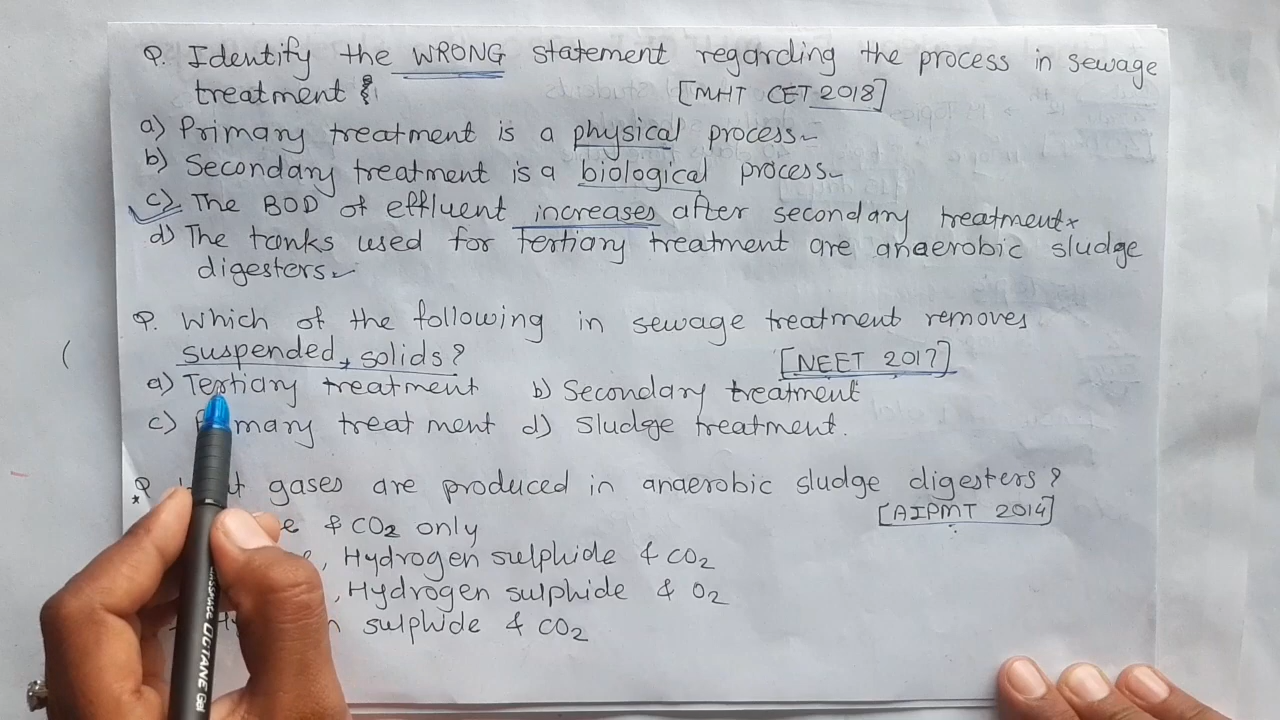 Q. Identify the WRONG statement regarding the process in sewage
treatment : [MHT CET 2018]
a) Primary treatment is a physical process
b) Secondary treatment is a biological process
c) The BOD of effluent increases after secondary treatment
d) The tanks used for tertiary treatment are anaerobic sludge
digesters
Q. Which of the following in sewage treatment removes
suspended solids? [NEET 2017]
a) Tertiary treatment b) Secondary treatment
c) treatment d) Sludge treatment.
Q. gases are produced in anaerobic sludge digesters?
[AIPMT 2014]
& CO2 only
, Hydrogen sulphide & CO2
, Hydrogen sulphide & O2
sulphide & CO2
OCTANE Gel